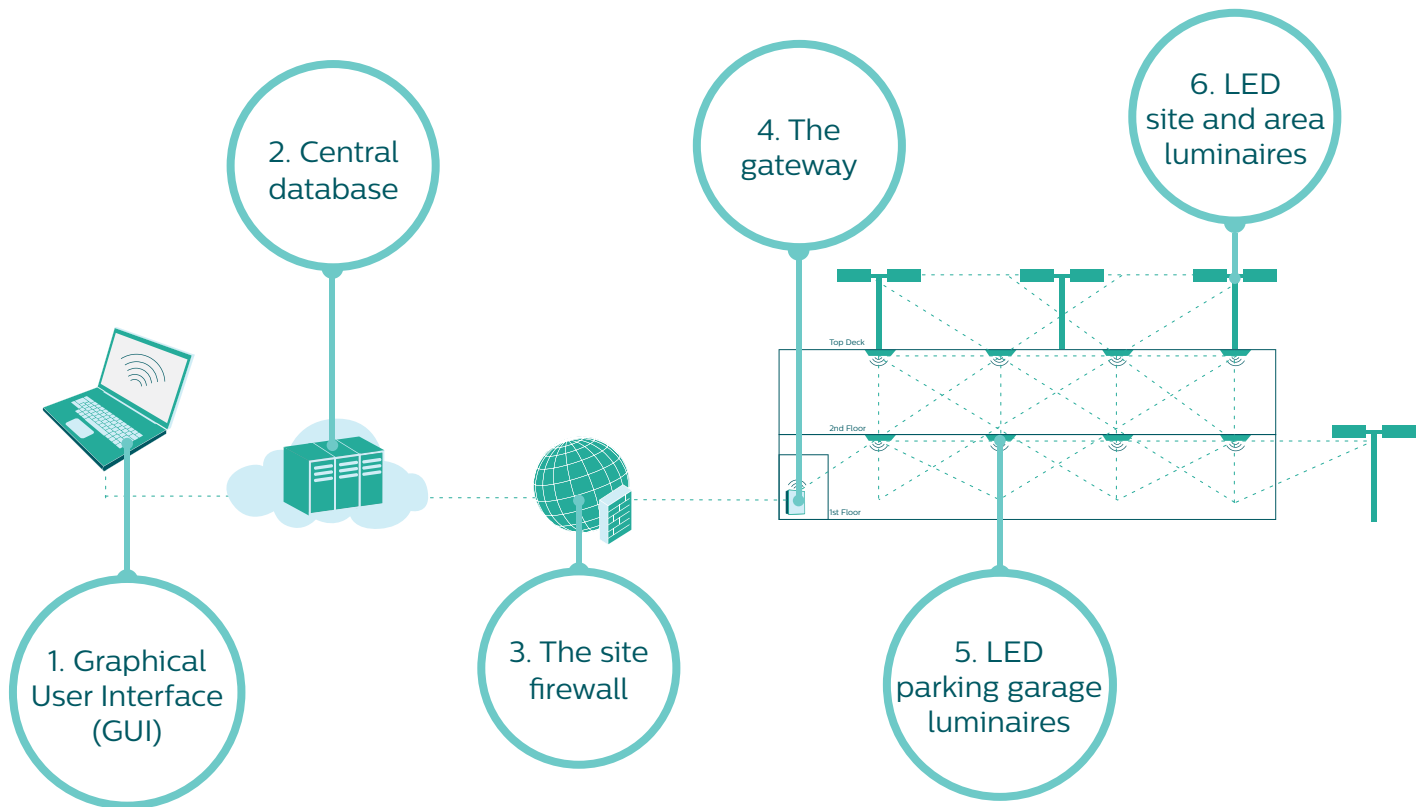 1. Graphical
User Interface
(GUI)
2. Central
database
3. The site
firewall
4. The
gateway
5. LED
parking garage
luminaires
6. LED
site and area
luminaires
Top Deck
2nd Floor
1st Floor